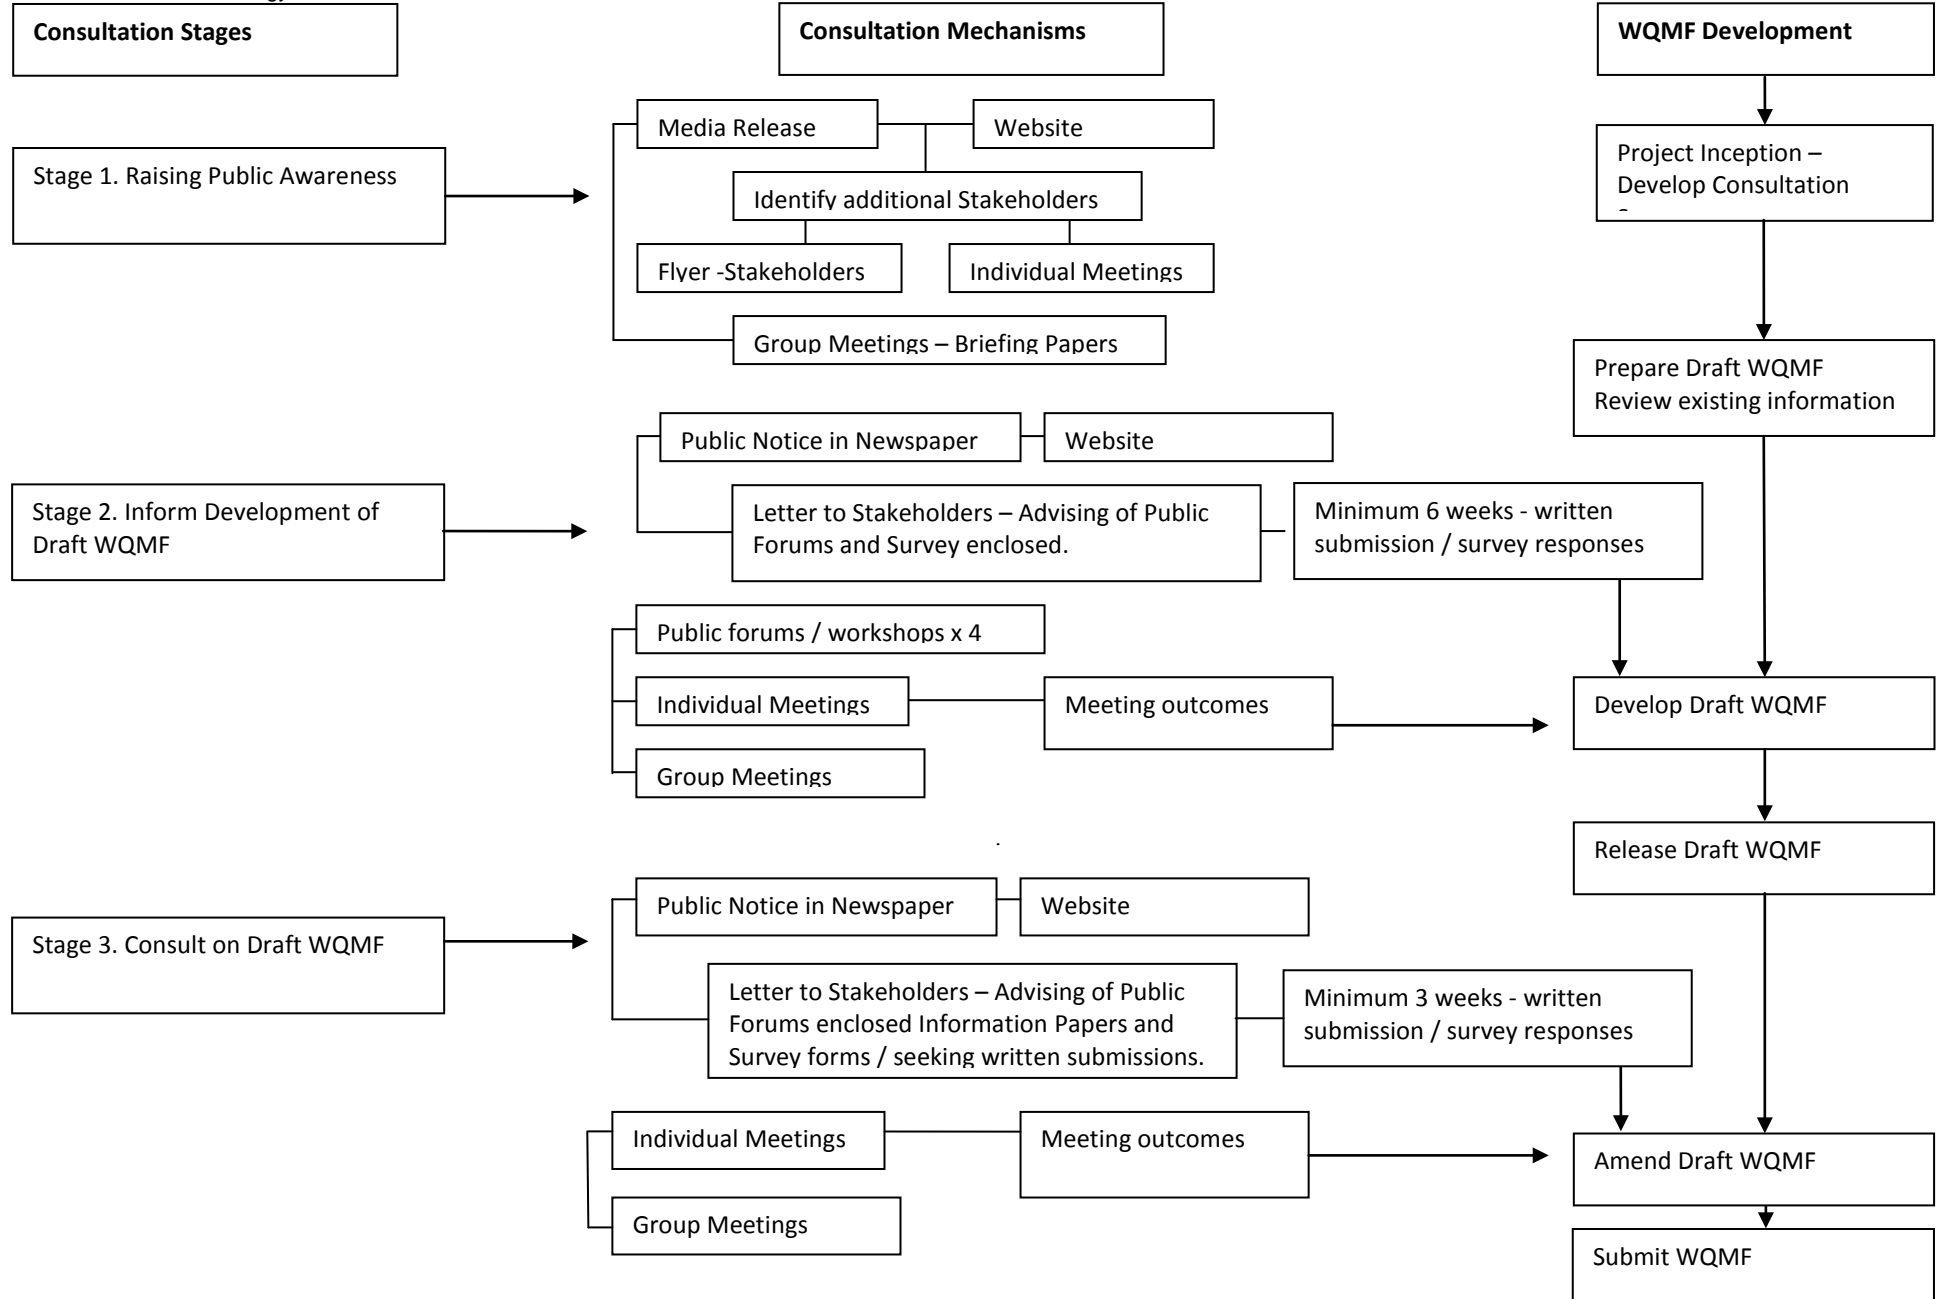 Consultation Stages
Consultation Mechanisms
WQMF Development
Stage 1. Raising Public Awareness
Media Release
Website
Identify additional Stakeholders
Flyer -Stakeholders
Individual Meetings
Group Meetings – Briefing Papers
Project Inception –
Develop Consultation
Prepare Draft WQMF
Review existing information
Stage 2. Inform Development of
Draft WQMF
Public Notice in Newspaper
Website
Letter to Stakeholders – Advising of Public
Forums and Survey enclosed.
Minimum 6 weeks - written
submission / survey responses
Public forums / workshops x 4
Individual Meetings
Group Meetings
Meeting outcomes
Develop Draft WQMF
Release Draft WQMF
Stage 3. Consult on Draft WQMF
Public Notice in Newspaper
Website
Letter to Stakeholders – Advising of Public
Forums enclosed Information Papers and
Survey forms / seeking written submissions.
Minimum 3 weeks - written
submission / survey responses
Individual Meetings
Group Meetings
Meeting outcomes
Amend Draft WQMF
Submit WQMF